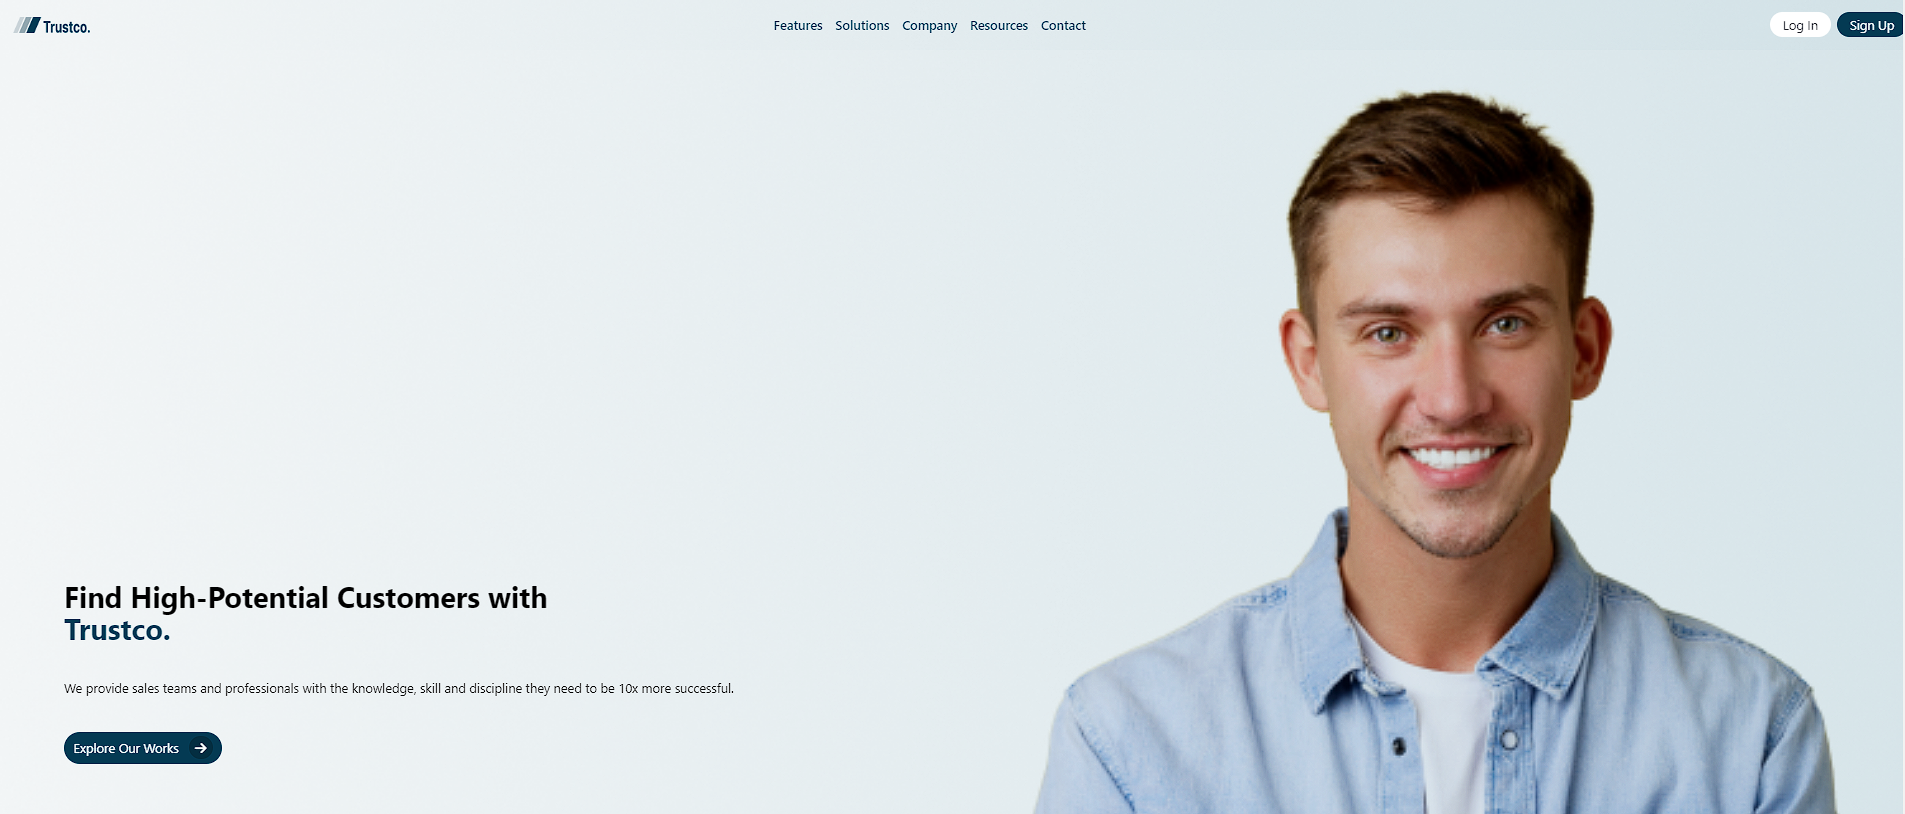 Trustco.
Features Solutions Company Resources Contact
Log In Sign Up
Find High-Potential Customers with
Trustco.
We provide sales teams and professionals with the knowledge, skill and discipline they need to be 10x more successful.
Explore Our Works